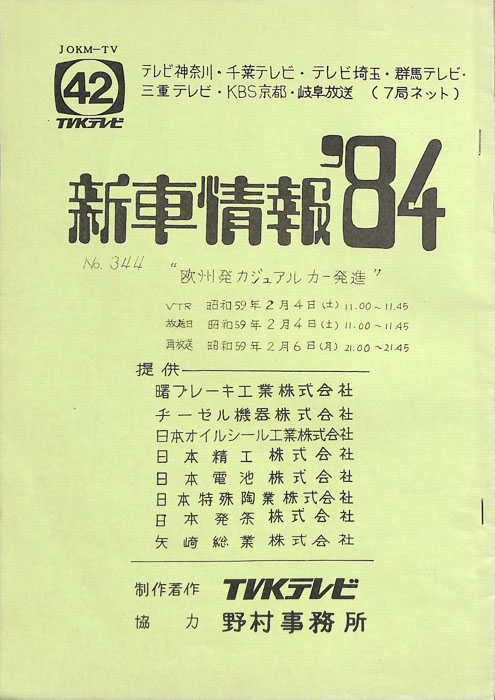 JOKM-TV
42
TVKテレビ
テレビ神奈川・千葉テレビ・テレビ埼玉・群馬テレビ・
三重テレビ・KBS京都・岐阜放送 (7局ネット)
新車情報'84
No. 344
"欧州発カジュアルカー発進"
VTR 昭和59年2月4日(土) 11.00~11.45
放送日 昭和59年2月4日(土) 11.00~11.45
再放送 昭和59年2月6日(月) 21.00~21.45
提供
曙ブレーキ工業株式会社
ヂーゼル機器株式会社
日本オイルシール工業株式会社
日本精工株式会社
日本電池株式会社
日本特殊陶業株式会社
日本発条株式会社
矢崎総業株式会社
制作著作 TVKテレビ
協力 野村事務所